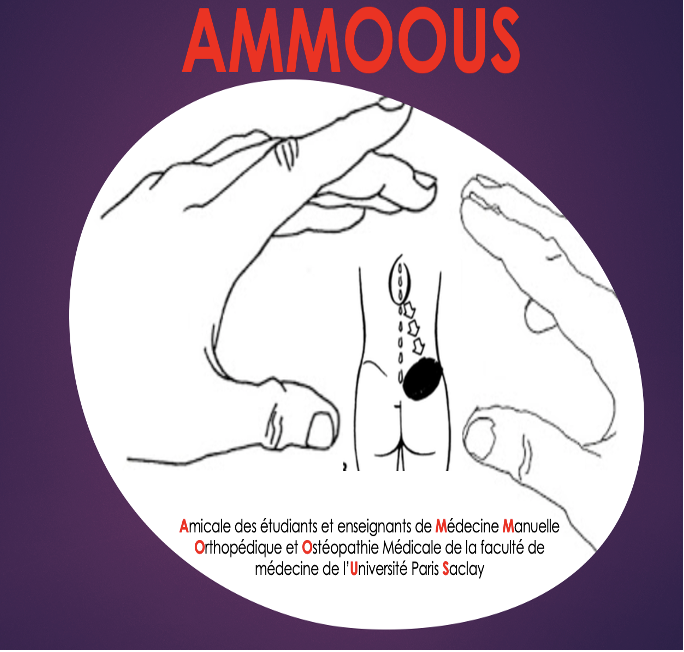 AMMOOUS
Amicale des étudiants et enseignants de Médecine Manuelle
Orthopédique et Ostéopathie Médicale de la faculté de
médecine de l'Université Paris Saclay